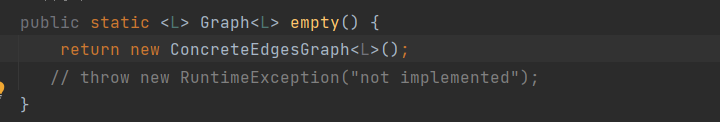 public static <L> Graph<L> empty() {
    return new ConcreteEdgesGraph<L>();
   // throw new RuntimeException("not implemented");
}